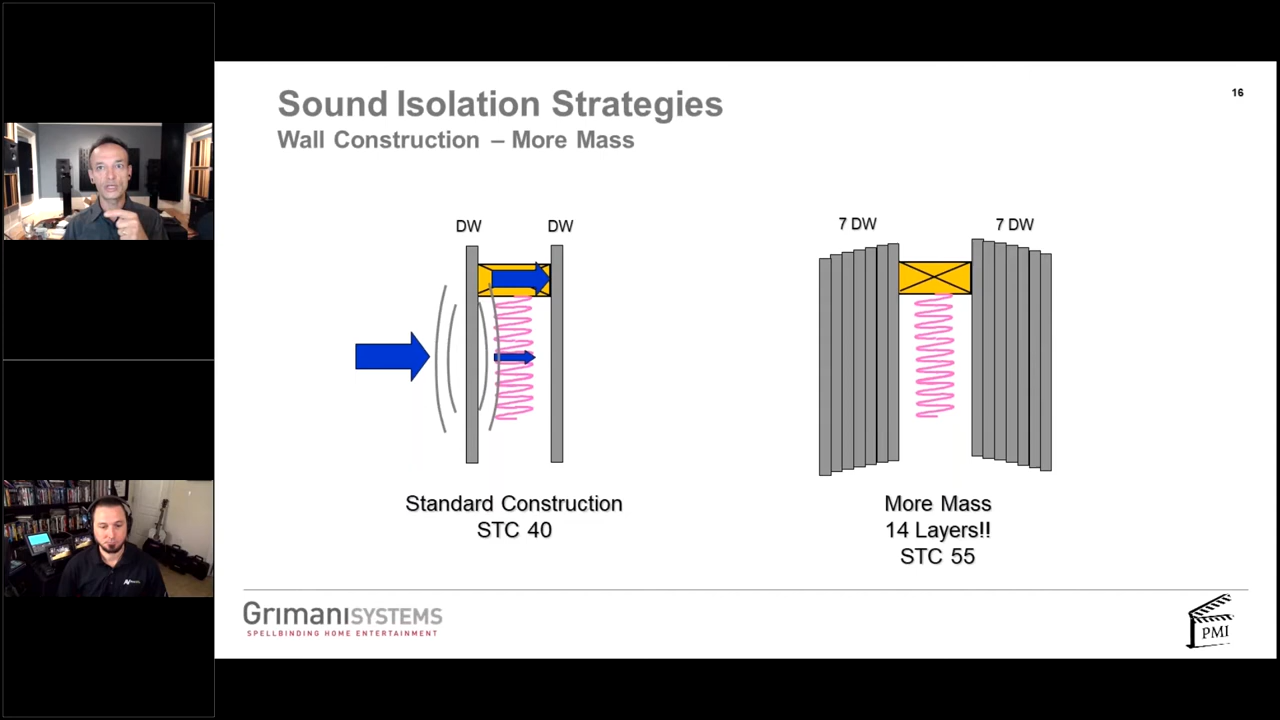 16
Sound Isolation Strategies
Wall Construction – More Mass
DW DW
7 DW 7 DW
Standard Construction
STC 40
More Mass
14 Layers!!
STC 55
GrimaniSYSTEMS
SPELLBINDING HOME ENTERTAINMENT
PMI